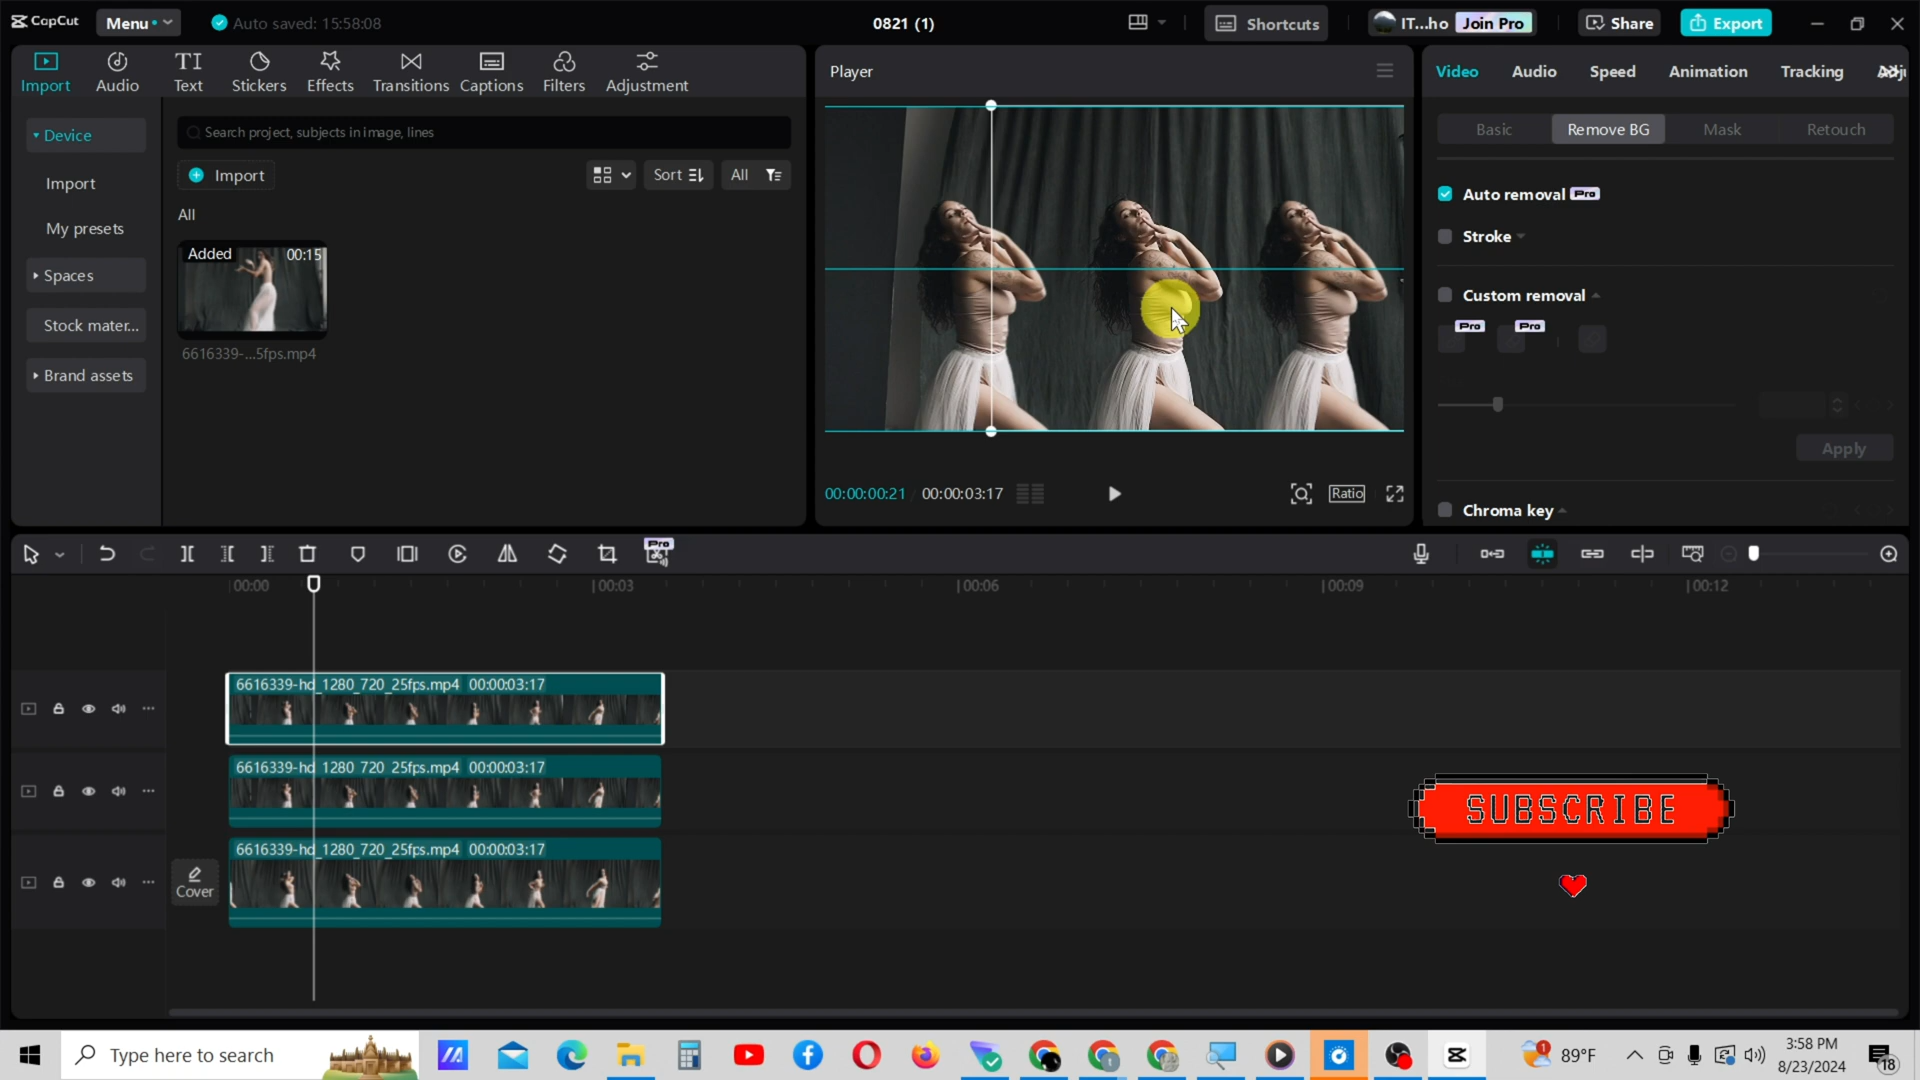 CapCut
Menu
Auto saved: 15:58:08
0821 (1)
Shortcuts
IT...ho
Join Pro
Share
Export
Import
Audio
Text
Stickers
Effects
Transitions
Captions
Filters
Adjustment
Device
Import
My presets
Spaces
Stock mater...
Brand assets
Search project, subjects in image, lines
Import
Sort
All
All
Added
00:15
6616339-...5fps.mp4
Player
00:00:00:21
00:00:03:17
Ratio
Video
Audio
Speed
Animation
Tracking
Basic
Remove BG
Mask
Retouch
Auto removal
Pro
Stroke
Custom removal
Pro
Pro
Apply
Chroma key
Pro
00:00
00:03
00:06
00:09
00:12
6616339-hd_1280_720_25fps.mp4 00:00:03:17
6616339-hd_1280_720_25fps.mp4 00:00:03:17
6616339-hd_1280_720_25fps.mp4 00:00:03:17
Cover
SUBSCRIBE
Type here to search
89°F
3:58 PM
8/23/2024
18